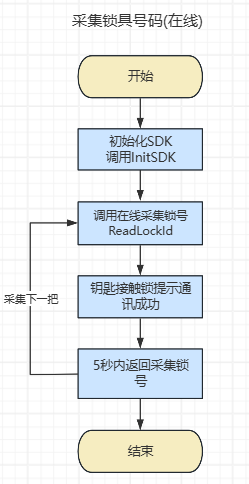 采集锁具号码(在线)
开始
初始化SDK
调用InitSDK
调用在线采集锁号
ReadLockId
采集下一把
钥匙接触锁提示通
讯成功
5秒内返回采集锁
号
结束